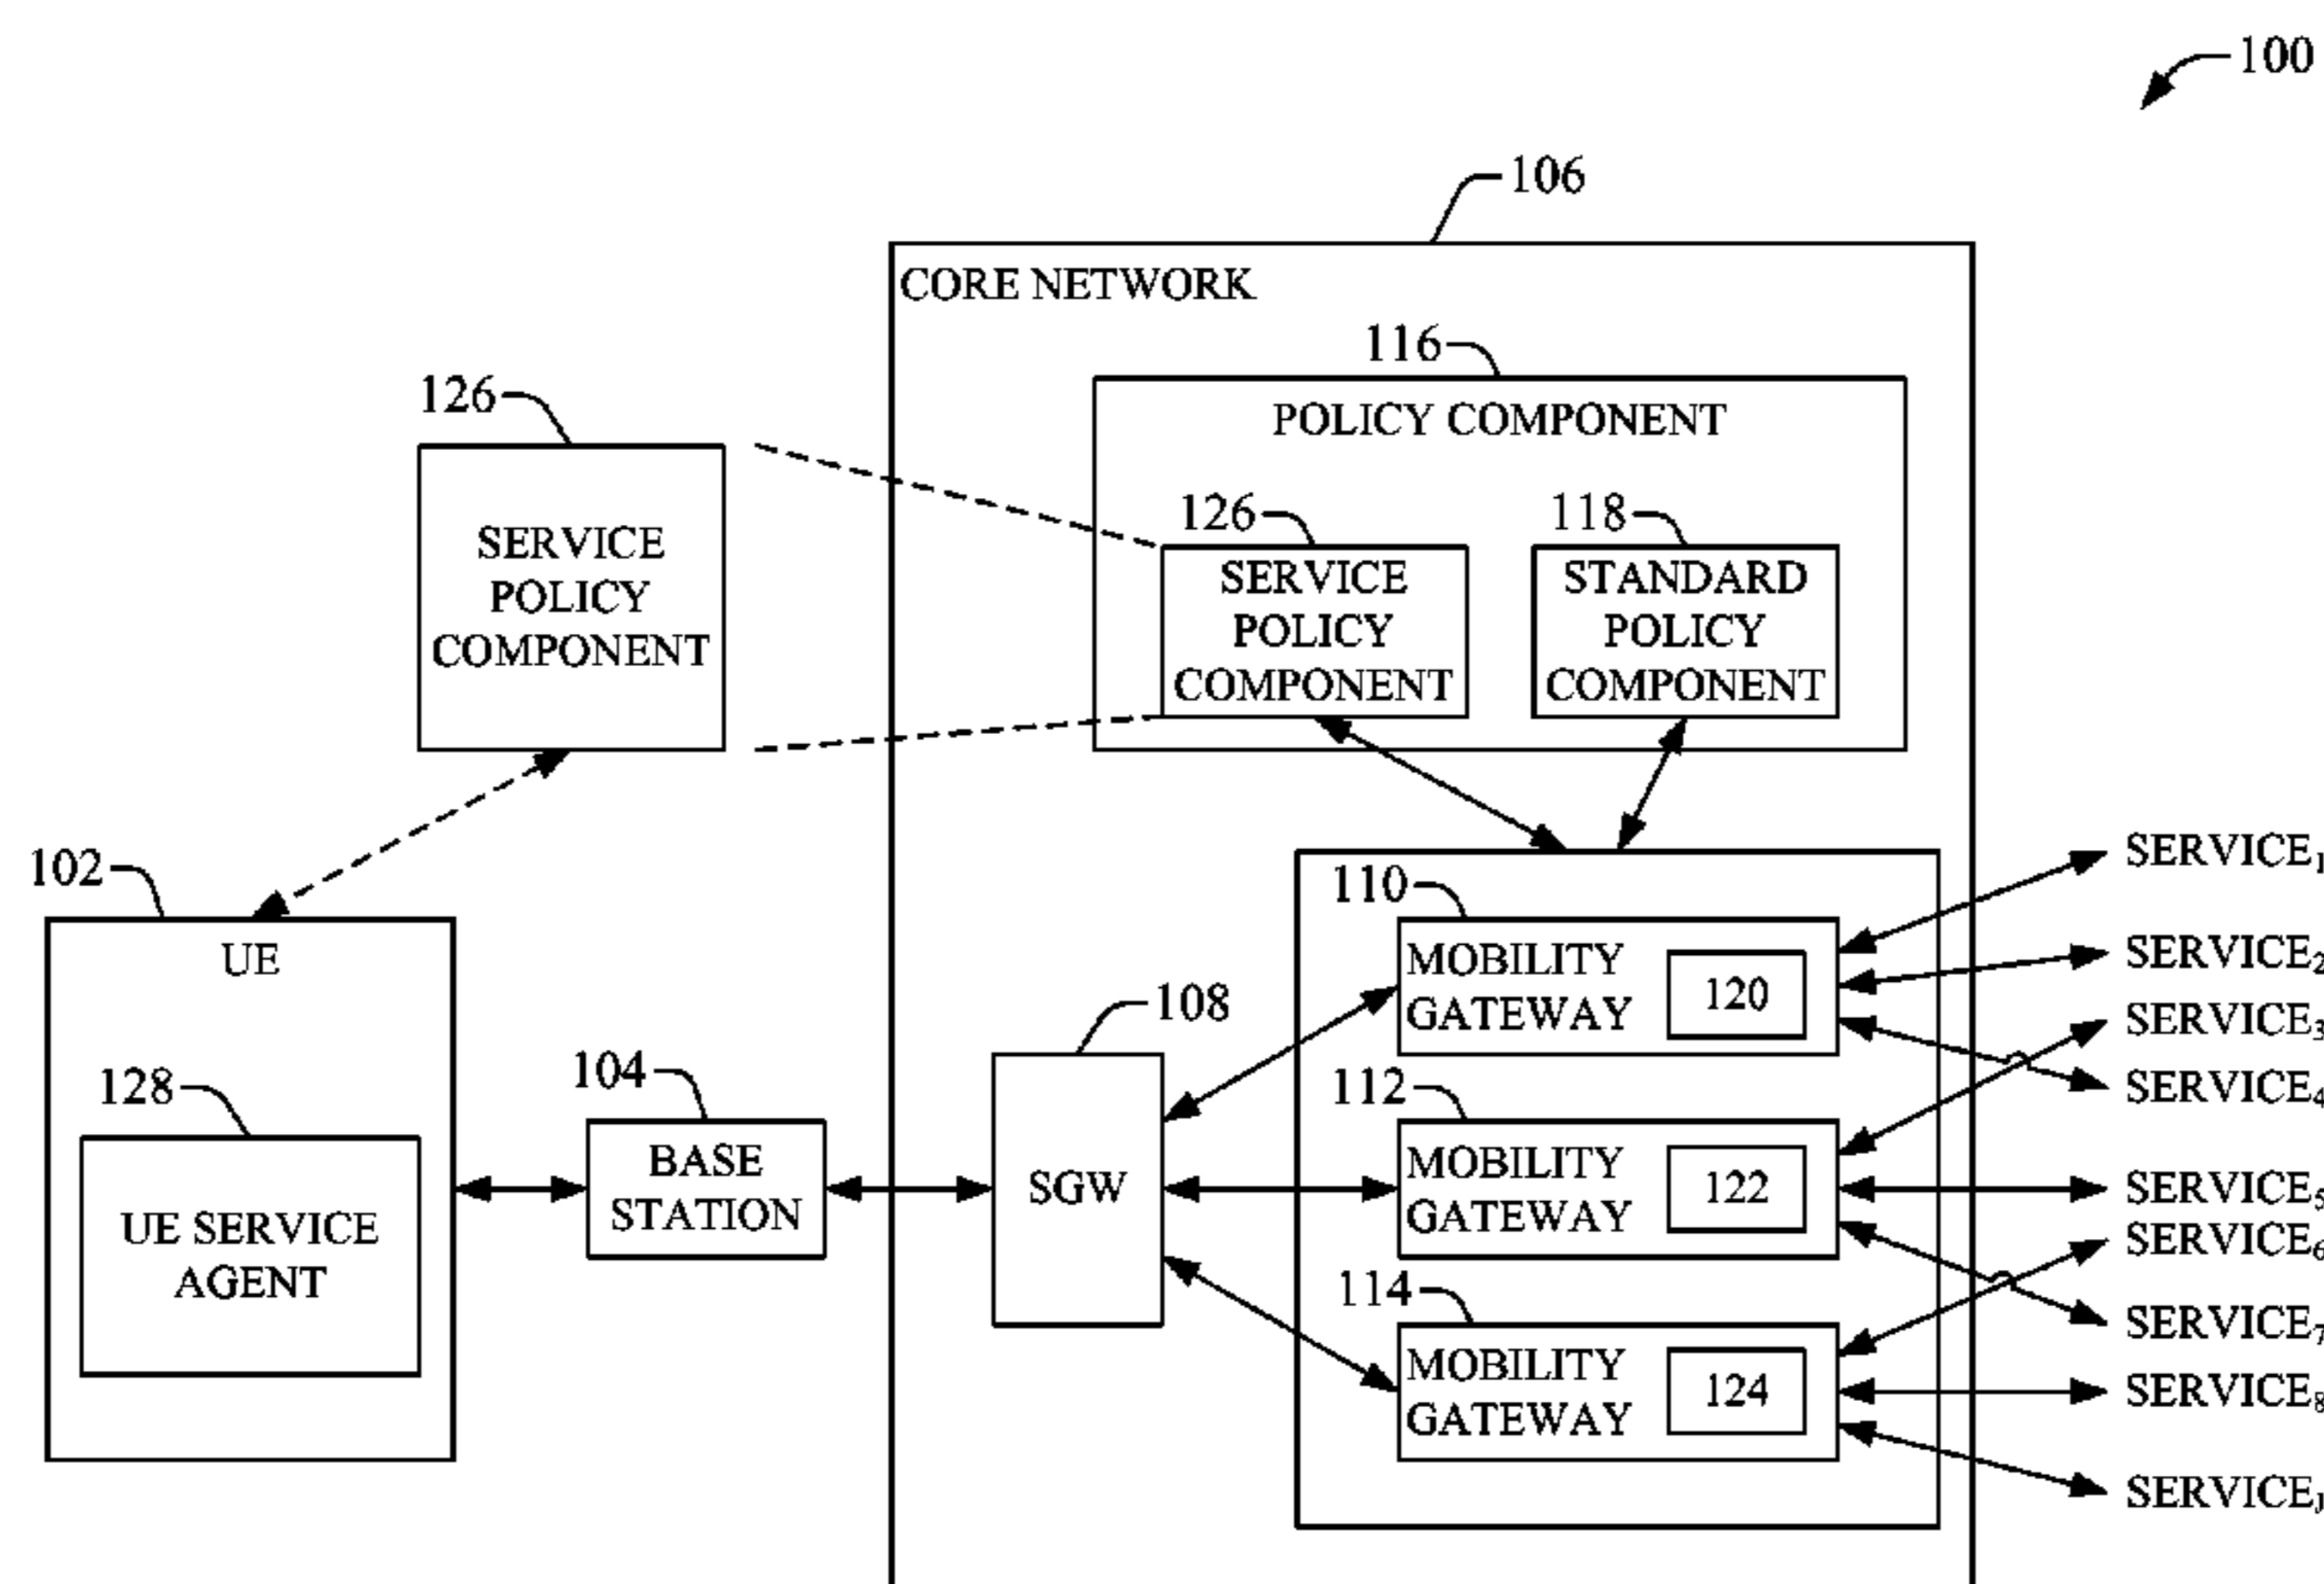 100
106
CORE NETWORK
116
POLICY COMPONENT
126
SERVICE
POLICY
COMPONENT
126
SERVICE
POLICY
COMPONENT
118
STANDARD
POLICY
COMPONENT
102
UE
128
UE SERVICE
AGENT
104
BASE
STATION
108
SGW
110
MOBILITY
GATEWAY
120
112
MOBILITY
GATEWAY
122
114
MOBILITY
GATEWAY
124
SERVICE₁
SERVICE₂
SERVICE₃
SERVICE₄
SERVICE₅
SERVICE₆
SERVICE₇
SERVICE₈
SERVICE